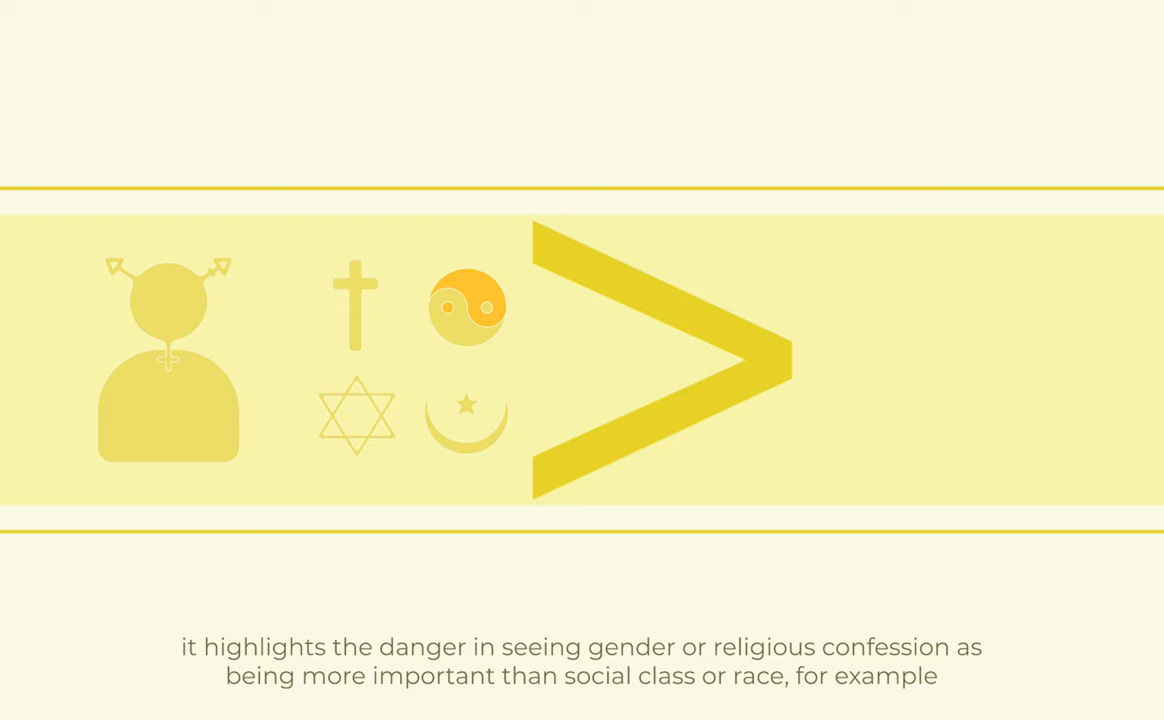 it highlights the danger in seeing gender or religious confession as
being more important than social class or race, for example